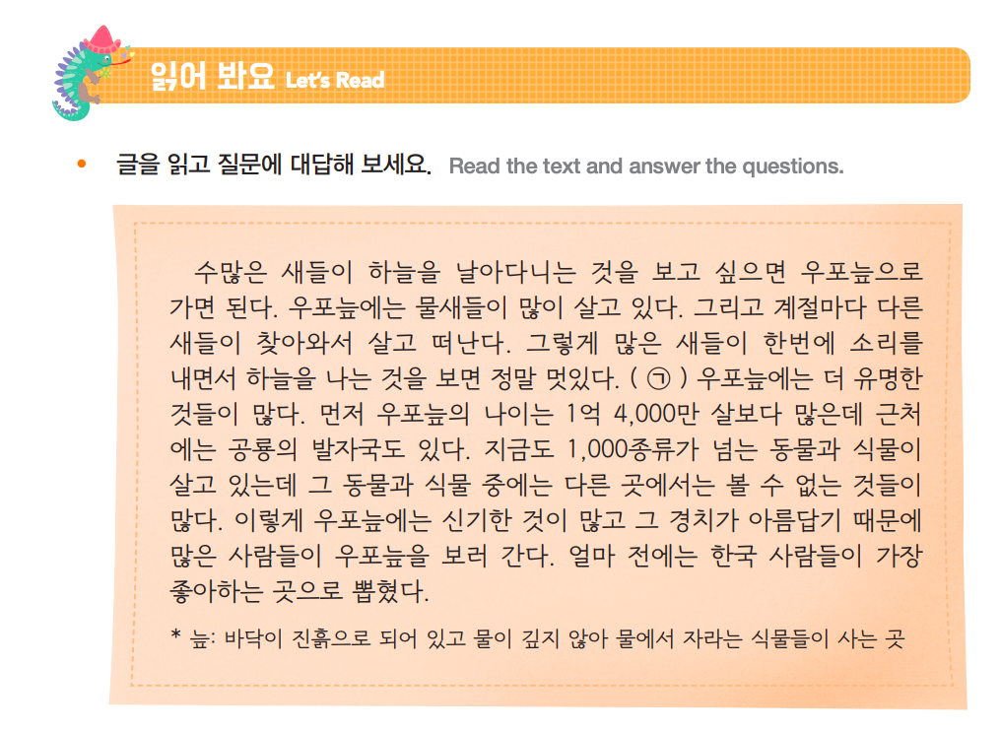 읽어 봐요 Let's Read
• 글을 읽고 질문에 대답해 보세요. Read the text and answer the questions.
수많은 새들이 하늘을 날아다니는 것을 보고 싶으면 우포늪으로
가면 된다. 우포늪에는 물새들이 많이 살고 있다. 그리고 계절마다 다른
새들이 찾아와서 살고 떠난다. 그렇게 많은 새들이 한번에 소리를
내면서 하늘을 나는 것을 보면 정말 멋있다. ( ㉠ ) 우포늪에는 더 유명한
것들이 많다. 먼저 우포늪의 나이는 1억 4,000만 살보다 많은데 근처
에는 공룡의 발자국도 있다. 지금도 1,000종류가 넘는 동물과 식물이
살고 있는데 그 동물과 식물 중에는 다른 곳에서는 볼 수 없는 것들이
많다. 이렇게 우포늪에는 신기한 것이 많고 그 경치가 아름답기 때문에
많은 사람들이 우포늪을 보러 간다. 얼마 전에는 한국 사람들이 가장
좋아하는 곳으로 뽑혔다.
* 늪: 바닥이 진흙으로 되어 있고 물이 깊지 않아 물에서 자라는 식물들이 사는 곳